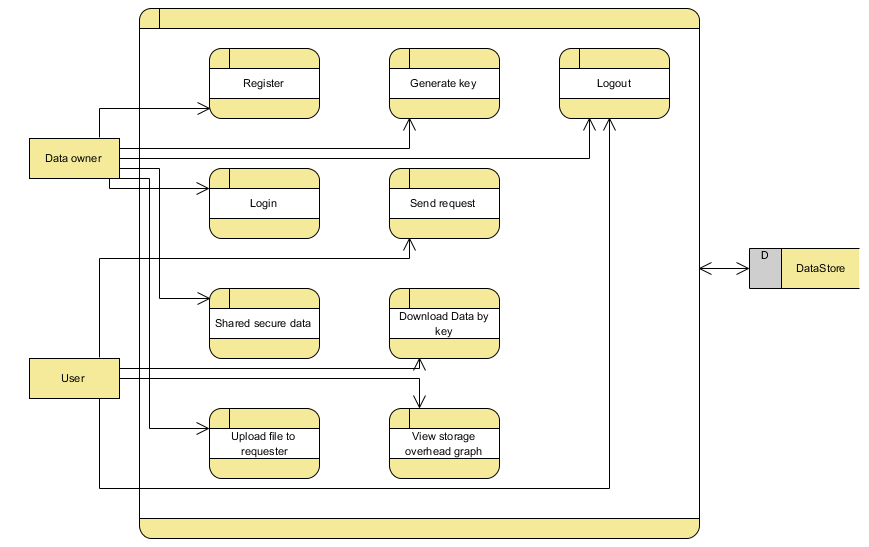 Register
Generate key
Logout
Data owner
Login
Send request
D
DataStore
Shared secure data
Download Data by
key
User
Upload file to
requester
View storage
overhead graph